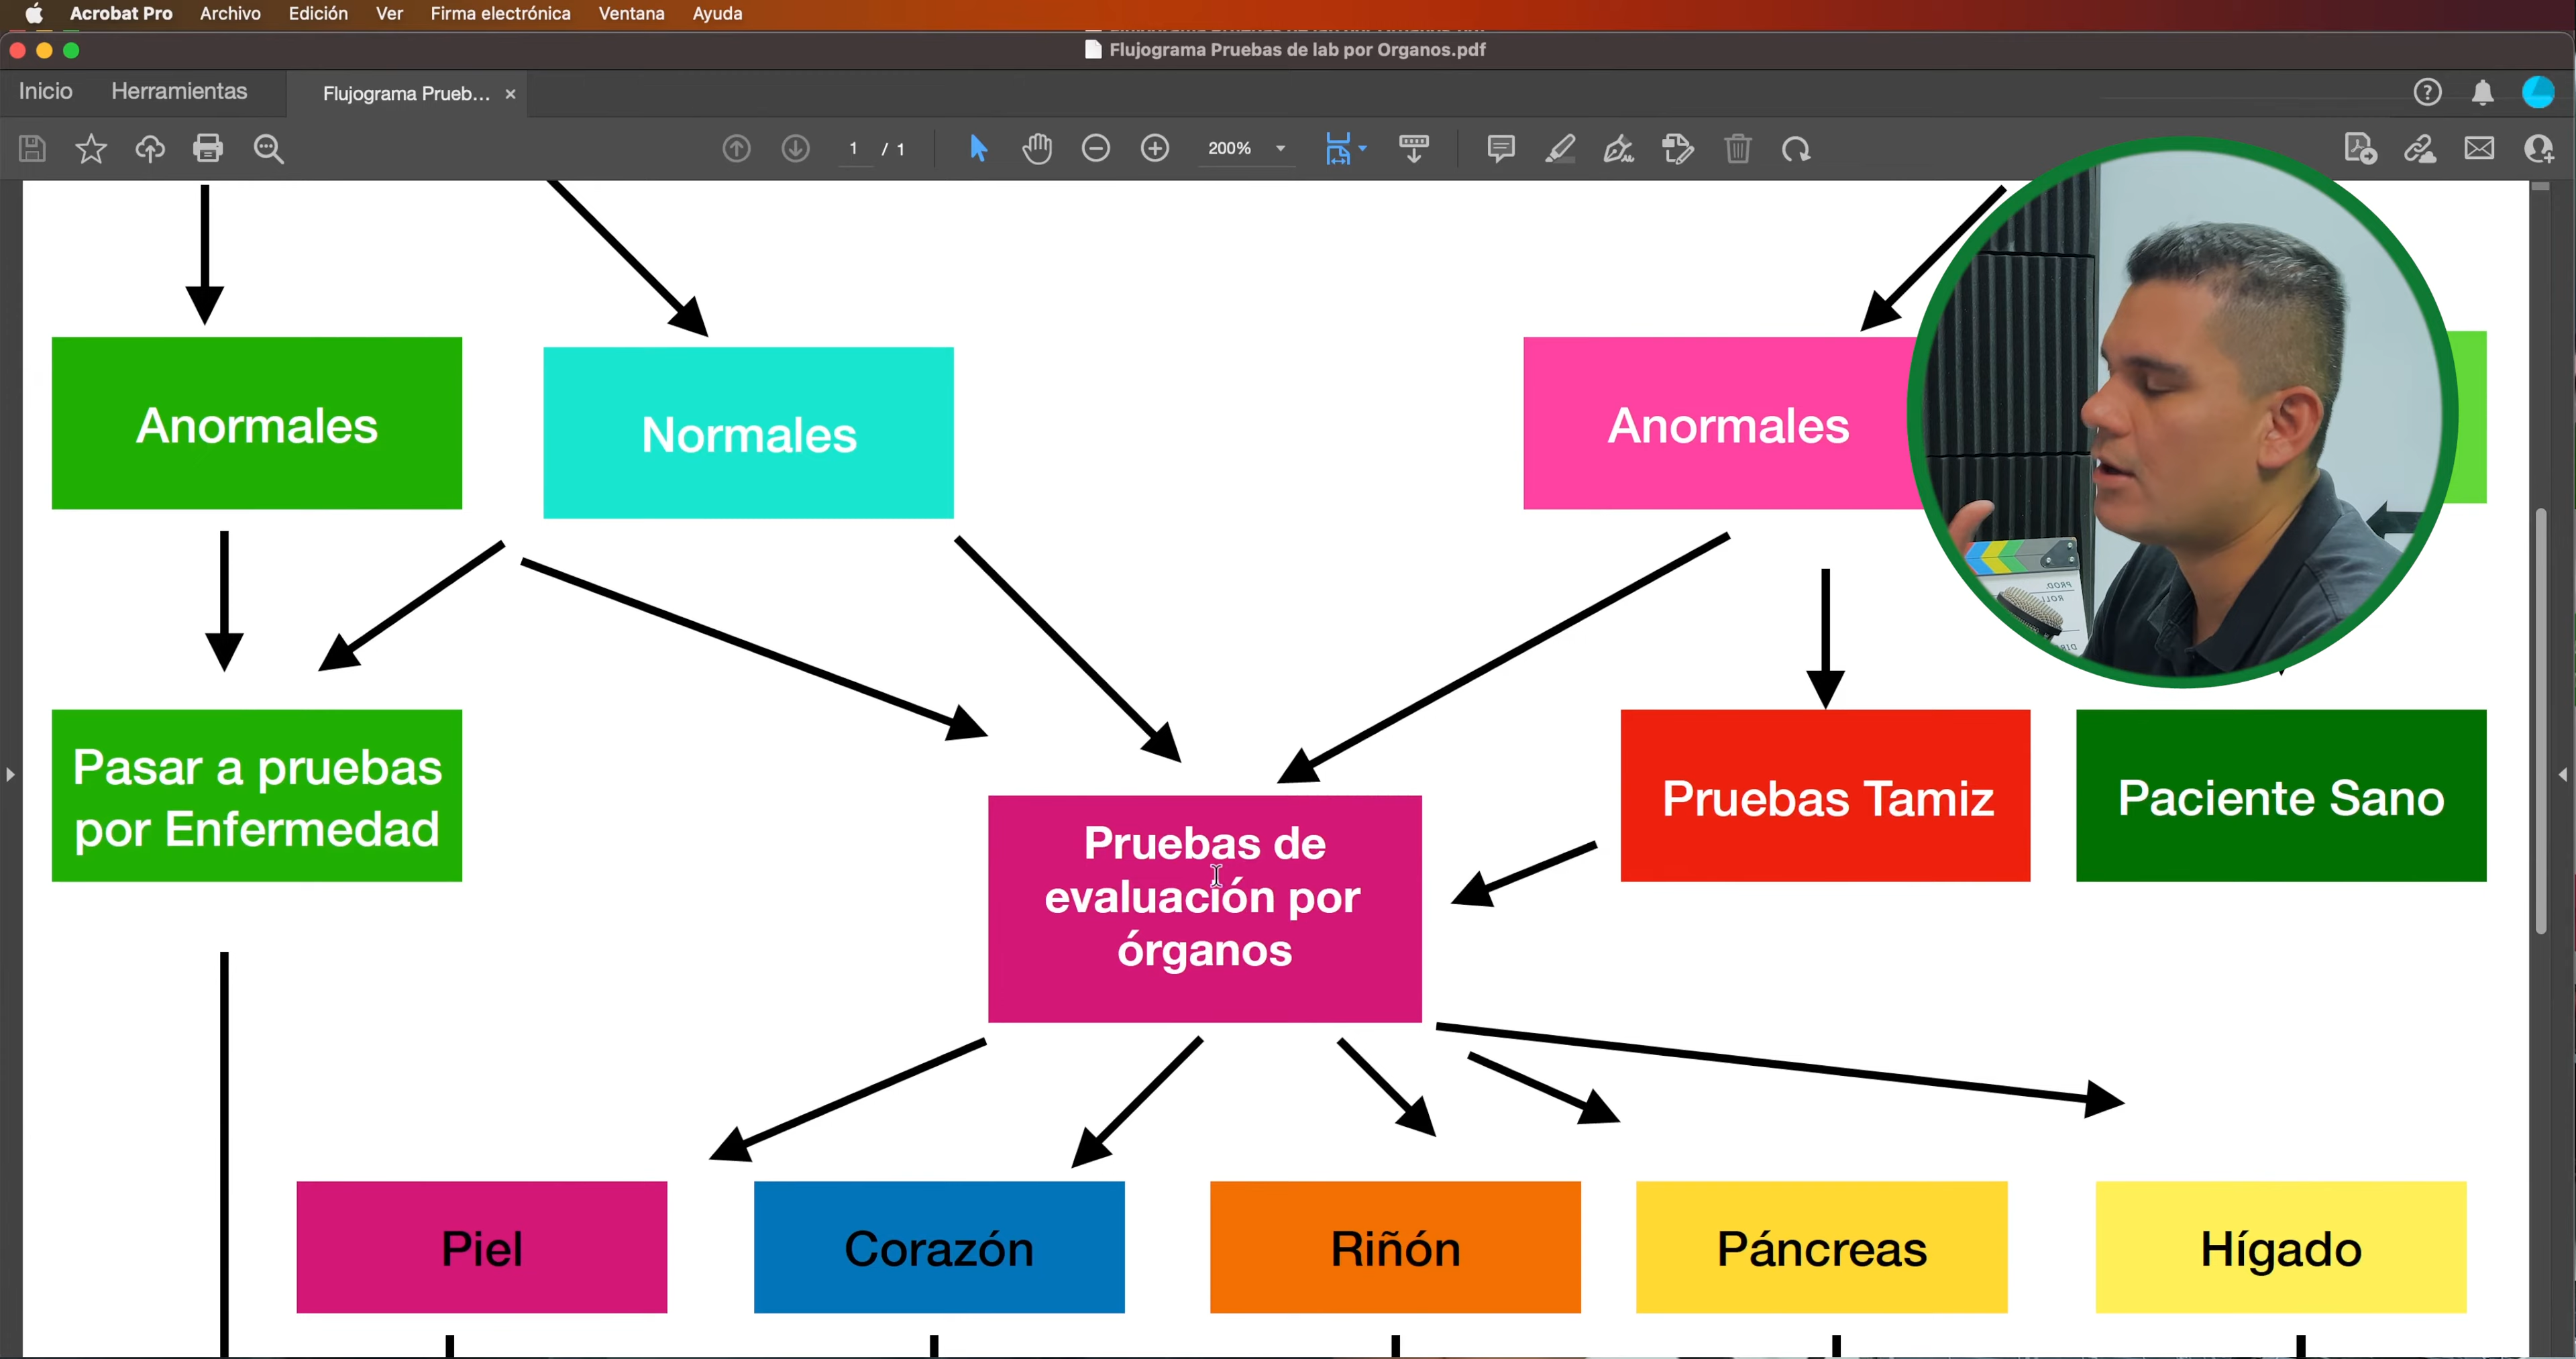 Acrobat Pro Archivo Edición Ver Firma electrónica Ventana Ayuda
Flujograma Pruebas de lab por Organos.pdf
Inicio Herramientas Flujograma Prueb... ×
1 / 1 200%
Anormales
Normales
Anormales
Pasar a pruebas
por Enfermedad
Pruebas de
evaluación por
órganos
Pruebas Tamiz
Paciente Sano
Piel
Corazón
Riñón
Páncreas
Hígado